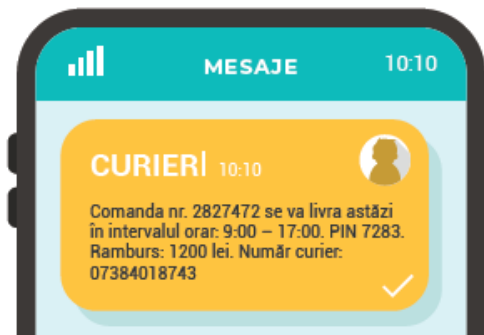 MESAJE 10:10
CURIER 10:10
Comanda nr. 2827472 se va livra astăzi
în intervalul orar: 9:00 – 17:00. PIN 7283.
Ramburs: 1200 lei. Număr curier:
07384018743